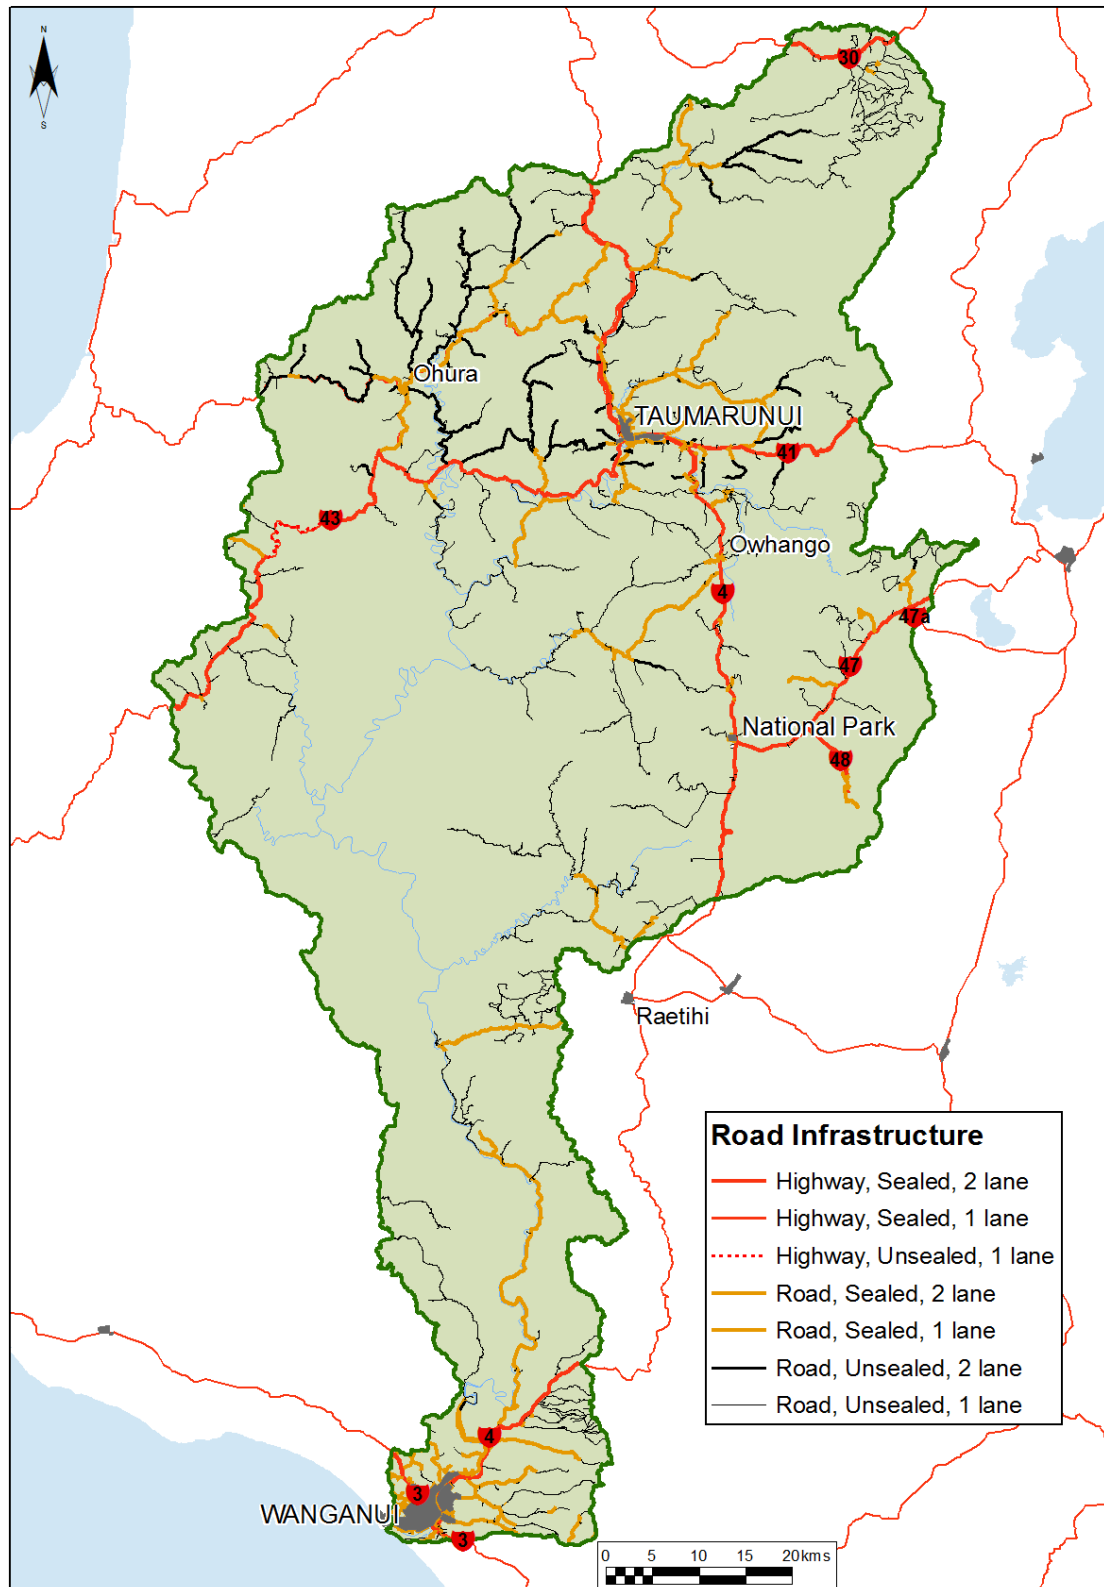 N
S
30
Ohura
TAUMARUNUI
41
43
Owhango
4
47a
47
National Park
48
Raetihi
Road Infrastructure
Highway, Sealed, 2 lane
Highway, Sealed, 1 lane
Highway, Unsealed, 1 lane
Road, Sealed, 2 lane
Road, Sealed, 1 lane
Road, Unsealed, 2 lane
Road, Unsealed, 1 lane
4
3
WANGANUI
3
0 5 10 15 20kms